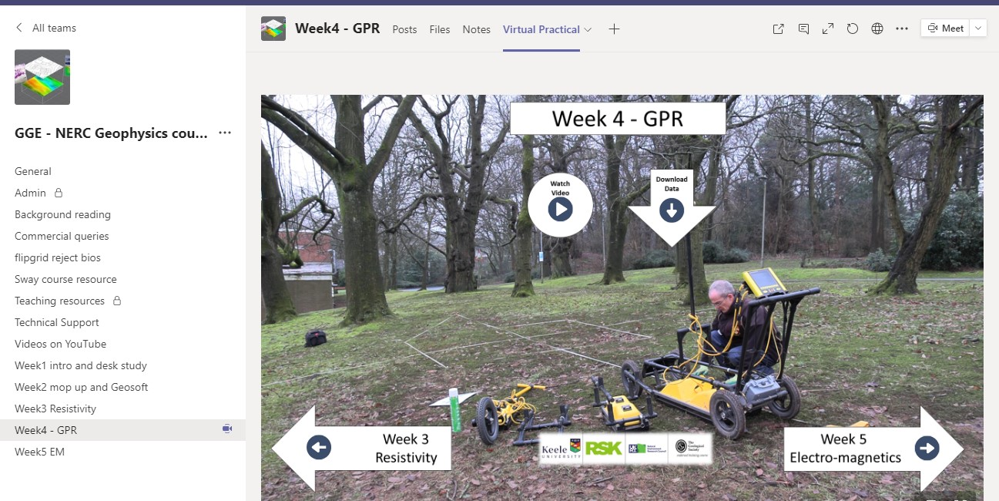 All teams
GGE - NERC Geophysics cou...
General
Admin
Background reading
Commercial queries
flipgrid reject bios
Sway course resource
Teaching resources
Technical Support
Videos on YouTube
Week1 intro and desk study
Week2 mop up and Geosoft
Week3 Resistivity
Week4 - GPR
Week5 EM
Week4 - GPR
Posts
Files
Notes
Virtual Practical
Meet
Week 4 - GPR
Watch
Video
Download
Data
Week 3
Resistivity
Keele
UNIVERSITY
RSK
The
Geological
Society
Week 5
Electro-magnetics